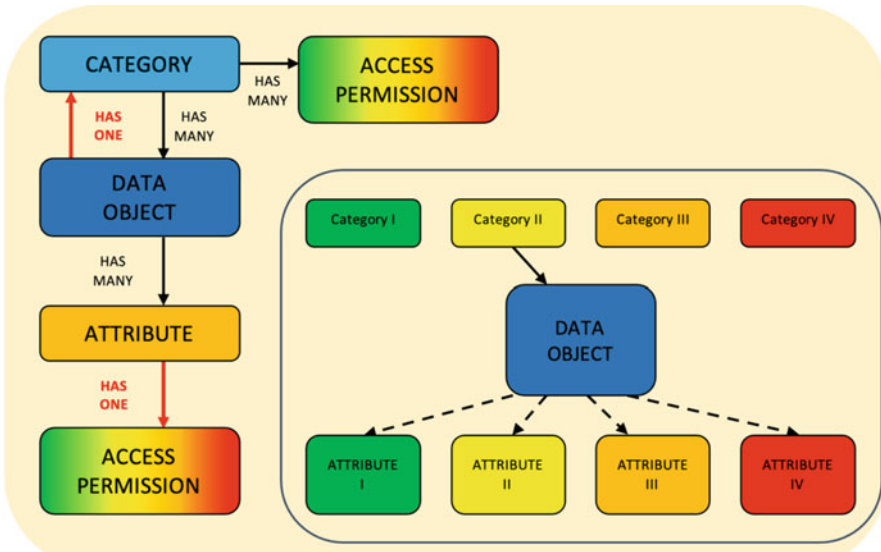 CATEGORY
HAS
MANY
ACCESS
PERMISSION
HAS
ONE
HAS
MANY
DATA
OBJECT
HAS
MANY
ATTRIBUTE
HAS
ONE
ACCESS
PERMISSION
Category I
Category II
Category III
Category IV
DATA
OBJECT
ATTRIBUTE
I
ATTRIBUTE
II
ATTRIBUTE
III
ATTRIBUTE
IV